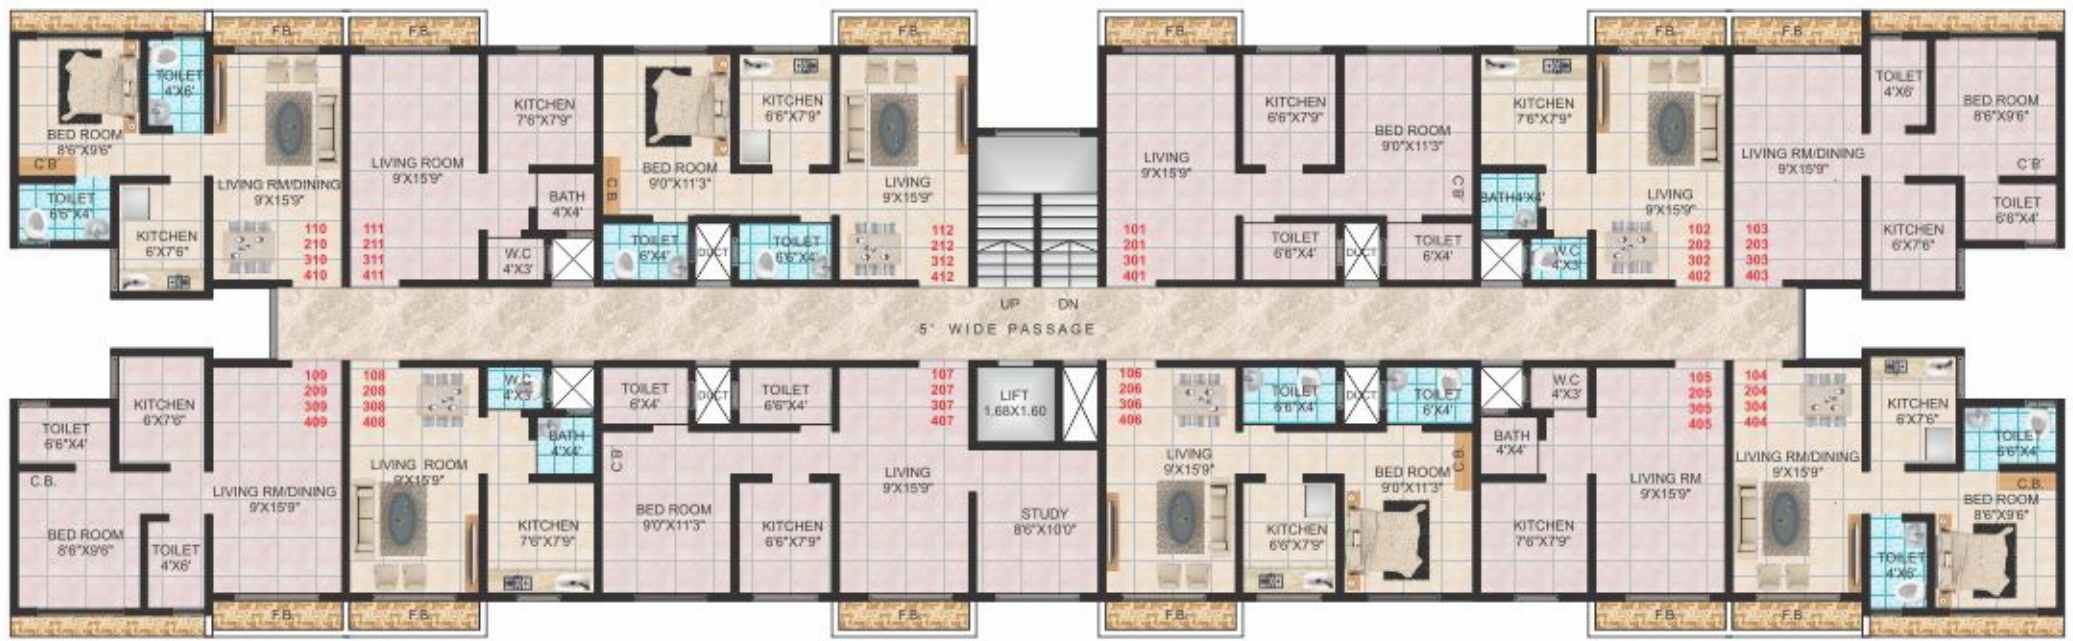 F.B.
F.B.
F.B.
F.B.
F.B.
F.B.
BED ROOM
8'6"X9'6"
C'B'
TOILET
4'X6'
TOILET
6'6"X4'
KITCHEN
6'X7'6"
LIVING RM/DINING
9'X15'9"
110
210
310
410
111
211
311
411
LIVING ROOM
9'X15'9"
KITCHEN
7'6"X7'9"
BATH
4'X4'
W.C
4'X3'
BED ROOM
9'0"X11'3"
C.B
TOILET
6'X4'
DUCT
KITCHEN
6'6"X7'9"
TOILET
6'6"X4'
LIVING
9'X15'9"
112
212
312
412
101
201
301
401
LIVING
9'X15'9"
KITCHEN
6'6"X7'9"
TOILET
6'6"X4'
DUCT
BED ROOM
9'0"X11'3"
C'B'
TOILET
6'X4'
KITCHEN
7'6"X7'9"
BATH4'X4'
W.C
4'X3'
LIVING
9'X15'9"
102
202
302
402
103
203
303
403
LIVING RM/DINING
9'X15'9"
TOILET
4'X6'
BED ROOM
8'6"X9'6"
C'B'
TOILET
6'6"X4'
KITCHEN
6'X7'6"
UP DN
5' WIDE PASSAGE
KITCHEN
6'X7'6"
TOILET
6'6"X4'
C.B.
BED ROOM
8'6"X9'6"
TOILET
4'X6'
LIVING RM/DINING
9'X15'9"
109
209
309
409
108
208
308
408
LIVING ROOM
9'X15'9"
W.C
4'X3'
BATH
4'X4'
KITCHEN
7'6"X7'9"
TOILET
6'X4'
DUCT
C'B'
BED ROOM
9'0"X11'3"
TOILET
6'6"X4'
KITCHEN
6'6"X7'9"
LIVING
9'X15'9"
107
207
307
407
LIFT
1.68X1.60
STUDY
8'6"X10'0"
106
206
306
406
LIVING
9'X15'9"
TOILET
6'6"X4'
DUCT
KITCHEN
6'6"X7'9"
TOILET
6'X4'
BED ROOM
9'0"X11'3"
C.B.
W.C
4'X3'
BATH
4'X4'
KITCHEN
7'6"X7'9"
LIVING RM
9'X15'9"
105
205
305
405
104
204
304
404
LIVING RM/DINING
9'X15'9"
KITCHEN
6'X7'6"
TOILET
6'6"X4'
C.B.
BED ROOM
8'6"X9'6"
TOILET
4'X6'
F.B.
F.B.
F.B.
F.B.
F.B.
F.B.